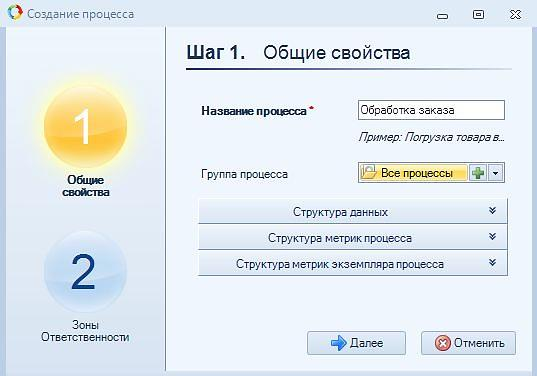 Создание процесса
Шаг 1. Общие свойства
1
Общие
свойства
2
Зоны
Ответственности
Название процесса *
Обработка заказа
Пример: Погрузка товара в...
Группа процесса
Все процессы
Структура данных
Структура метрик процесса
Структура метрик экземпляра процесса
Далее
Отменить